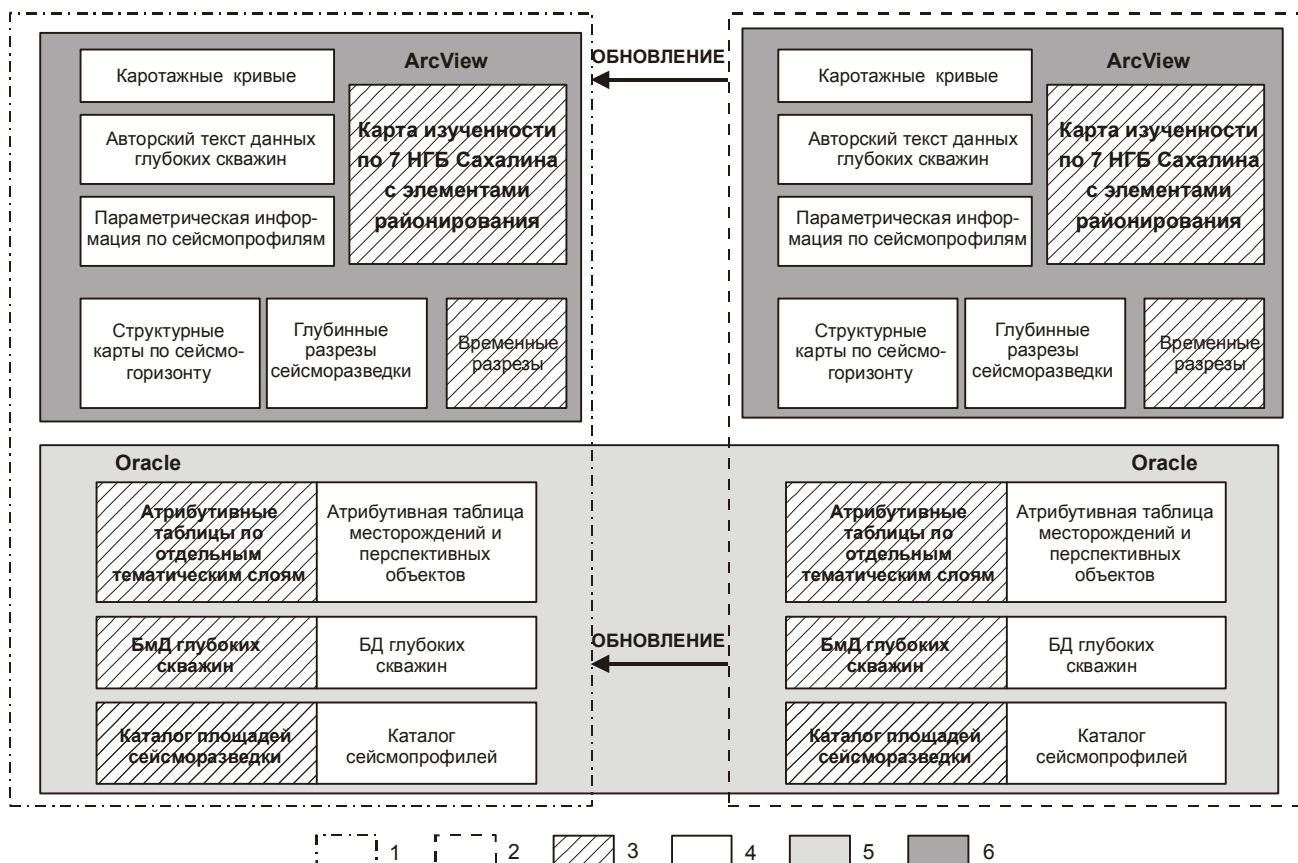 ArcView
Каротажные кривые
Карта изученности
по 7 НГБ Сахалина
с элементами
районирования
Авторский текст данных
глубоких скважин
Параметрическая инфор-
мация по сейсмопрофилям
Структурные
карты по сейсмо-
горизонту
Глубинные
разрезы
сейсморазведки
Временные
разрезы
ОБНОВЛЕНИЕ
ArcView
Каротажные кривые
Карта изученности
по 7 НГБ Сахалина
с элементами
районирования
Авторский текст данных
глубоких скважин
Параметрическая инфор-
мация по сейсмопрофилям
Структурные
карты по сейсмо-
горизонту
Глубинные
разрезы
сейсморазведки
Временные
разрезы
Oracle
Атрибутивные
таблицы по
отдельным
тематическим слоям
Атрибутивная таблица
месторождений и
перспективных
объектов
БмД глубоких
скважин
БД глубоких
скважин
Каталог площадей
сейсморазведки
Каталог
сейсмопрофилей
ОБНОВЛЕНИЕ
Oracle
Атрибутивные
таблицы по
отдельным
тематическим слоям
Атрибутивная таблица
месторождений и
перспективных
объектов
БмД глубоких
скважин
БД глубоких
скважин
Каталог площадей
сейсморазведки
Каталог
сейсмопрофилей
1 2 3 4 5 6